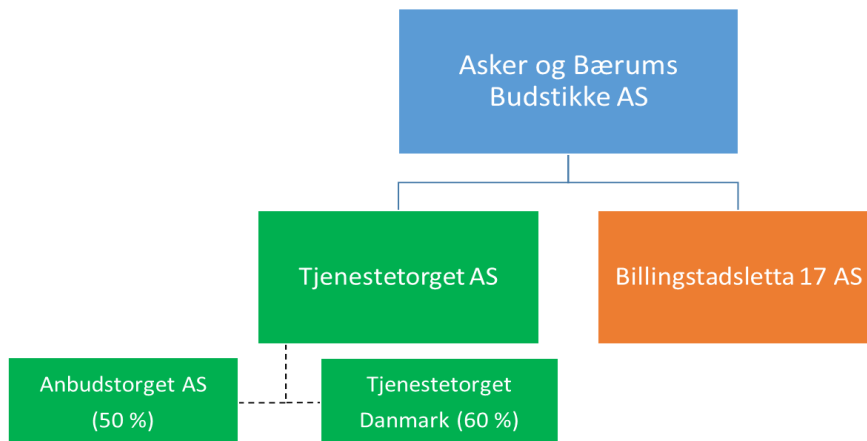 Asker og Bærums
Budstikke AS
Tjenestetorget AS
Billingstadsletta 17 AS
Anbudstorget AS
(50 %)
Tjenestetorget
Danmark (60 %)